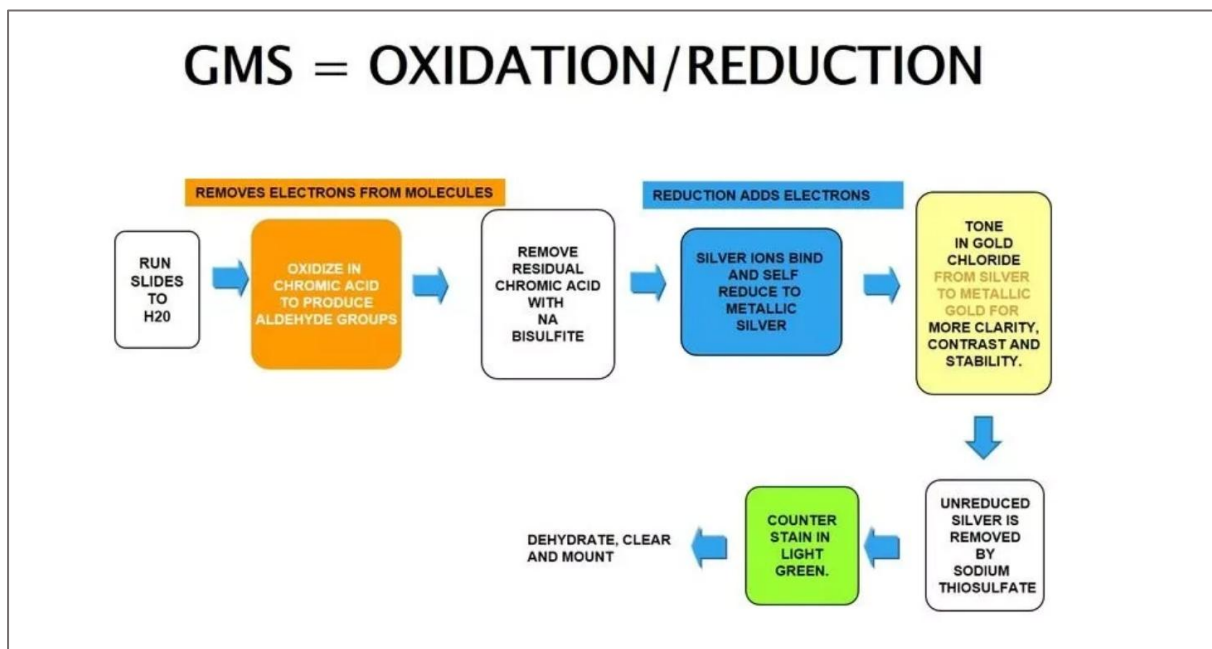 GMS = OXIDATION/REDUCTION
REMOVES ELECTRONS FROM MOLECULES
REDUCTION ADDS ELECTRONS
RUN
SLIDES
TO
H20
OXIDIZE IN
CHROMIC ACID
TO PRODUCE
ALDEHYDE GROUPS
REMOVE
RESIDUAL
CHROMIC ACID
WITH
NA
BISULFITE
SILVER IONS BIND
AND SELF
REDUCE TO
METALLIC
SILVER
TONE
IN GOLD
CHLORIDE
FROM SILVER
TO METALLIC
GOLD FOR
MORE CLARITY,
CONTRAST AND
STABILITY.
UNREDUCED
SILVER IS
REMOVED
BY
SODIUM
THIOSULFATE
COUNTER
STAIN IN
LIGHT
GREEN.
DEHYDRATE, CLEAR
AND MOUNT